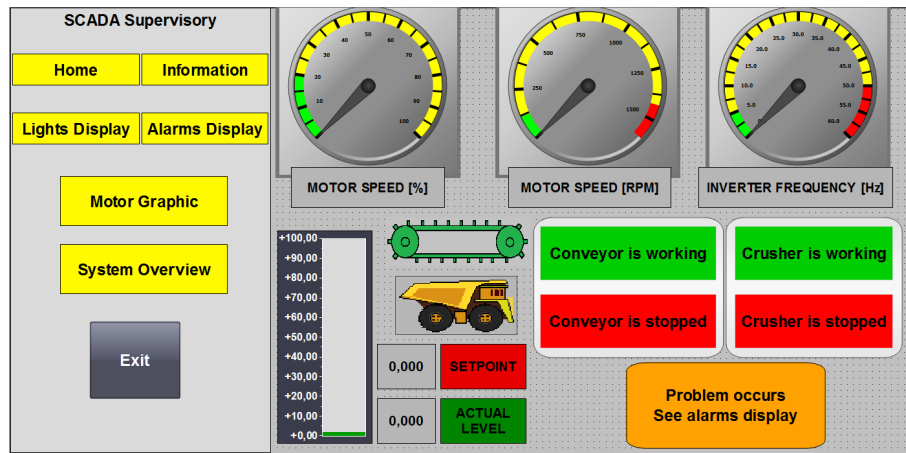 SCADA Supervisory
Home
Information
Lights Display
Alarms Display
Motor Graphic
System Overview
Exit
10
20
30
40
50
60
70
80
90
100
MOTOR SPEED [%]
250
500
750
1000
1250
1500
MOTOR SPEED [RPM]
5.0
10.0
15.0
20.0
25.0
30.0
35.0
40.0
45.0
50.0
55.0
60.0
INVERTER FREQUENCY [Hz]
+100,00
+90,00
+80,00
+70,00
+60,00
+50,00
+40,00
+30,00
+20,00
+10,00
+0,00
0,000
SETPOINT
0,000
ACTUAL
LEVEL
Conveyor is working
Conveyor is stopped
Crusher is working
Crusher is stopped
Problem occurs
See alarms display